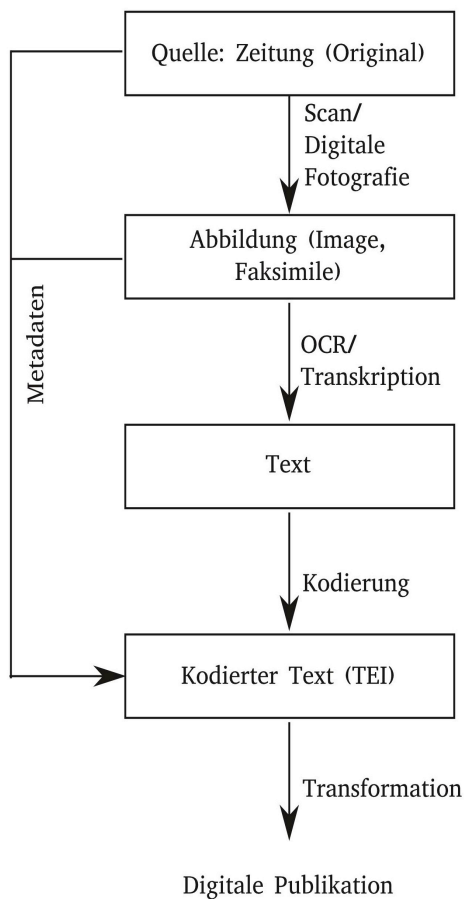 Quelle: Zeitung (Original)
Scan/
Digitale
Fotografie
Abbildung (Image,
Faksimile)
Metadaten
OCR/
Transkription
Text
Kodierung
Kodierter Text (TEI)
Transformation
Digitale Publikation